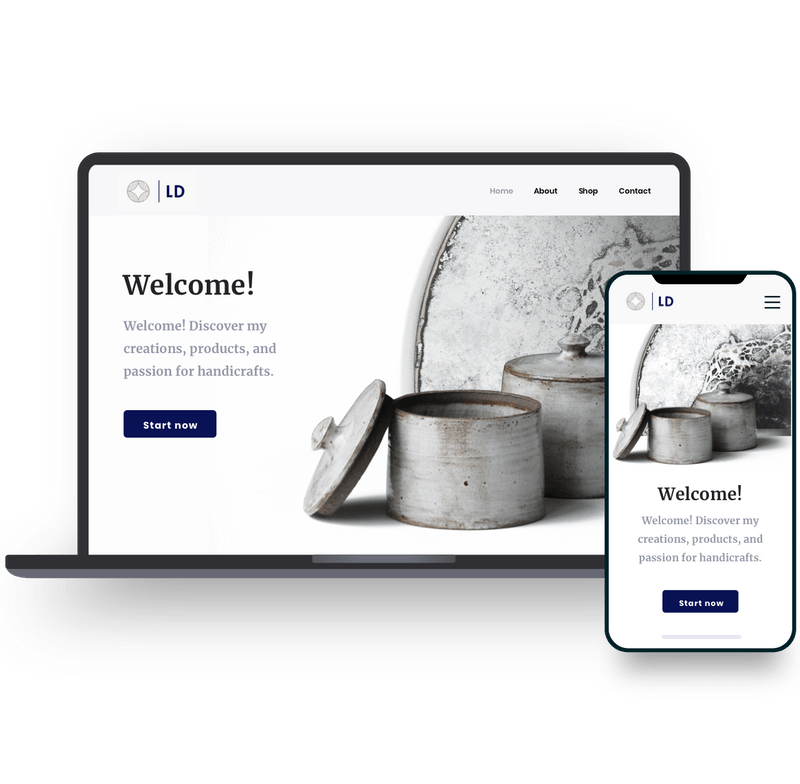 LD
Home About Shop Contact
Welcome!
Welcome! Discover my
creations, products, and
passion for handicrafts.
Start now
LD
Welcome!
Welcome! Discover my
creations, products, and
passion for handicrafts.
Start now